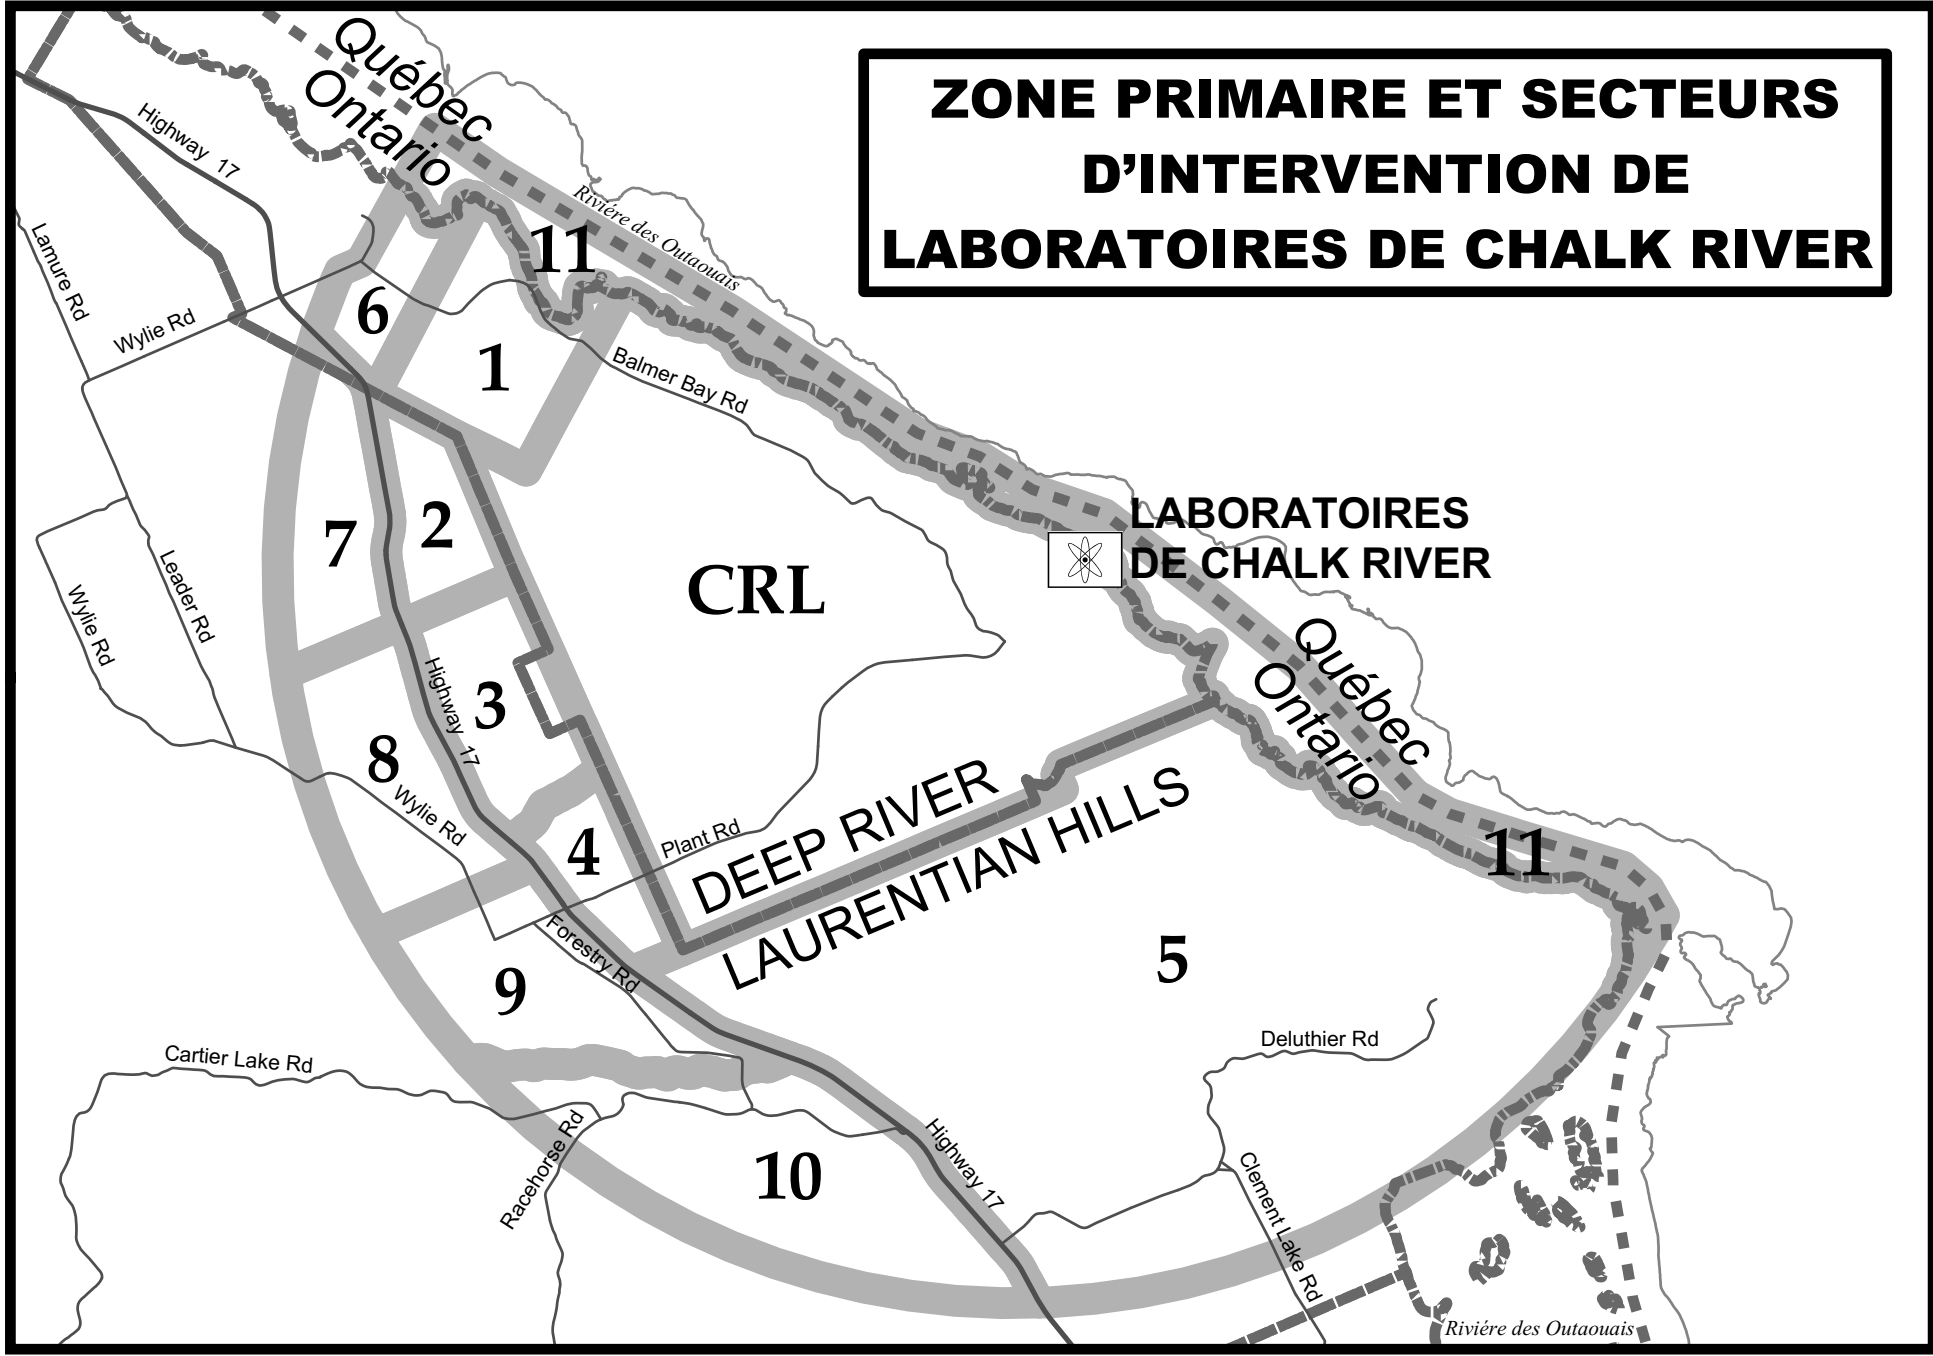 ZONE PRIMAIRE ET SECTEURS
D’INTERVENTION DE
LABORATOIRES DE CHALK RIVER
Québec
Ontario
Highway 17
Riviére des Outaouais
11
Lamure Rd
Wylie Rd
6
1
Balmer Bay Rd
7
2
LABORATOIRES
DE CHALK RIVER
CRL
Leader Rd
Wylie Rd
Highway 17
3
Québec
Ontario
8
Wylie Rd
4
Plant Rd
DEEP RIVER
LAURENTIAN HILLS
11
Forestry Rd
9
5
Deluthier Rd
Cartier Lake Rd
Racehorse Rd
10
Highway 17
Clement Lake Rd
Riviére des Outaouais